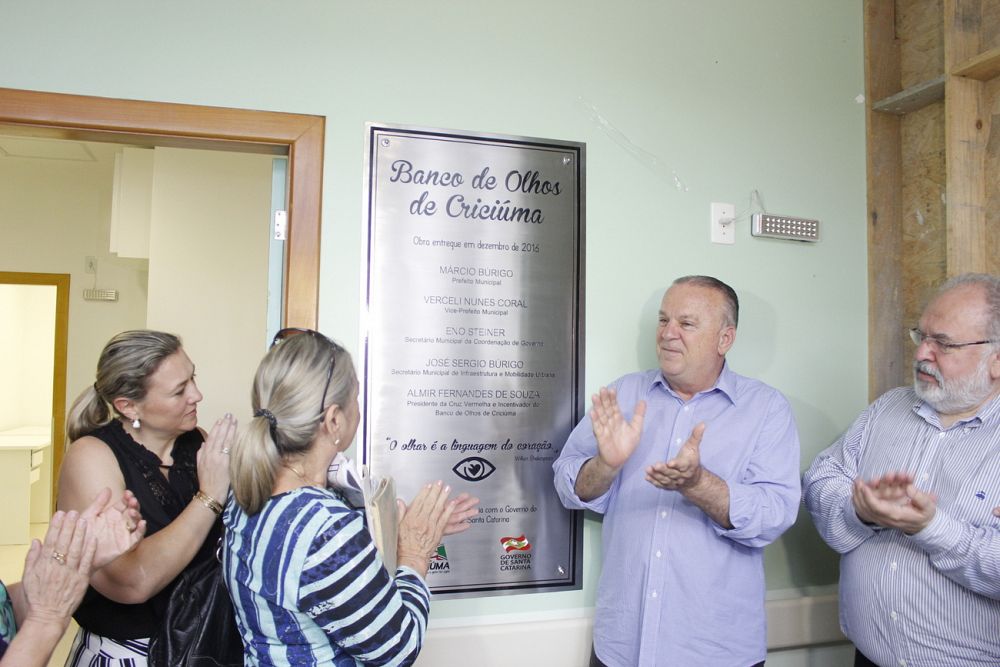 Banco de Olhos
de Criciúma
Obra entregue em dezembro de 2016
MÁRCIO BÚRIGO
Prefeito Municipal
VERCELI NUNES CORAL
Vice-Prefeito Municipal
ENO STEINER
Secretário Municipal da Coordenação de Governo
JOSÉ SERGIO BÚRIGO
Secretário Municipal de Infraestrutura e Mobilidade Urbana
ALMIR FERNANDES DE SOUZA
Presidente da Cruz Vermelha e Incentivador do
Banco de Olhos de Criciúma
"O olhar é a linguagem do coração."
William Shakespeare
com o Governo de
Santa Catarina
GOVERNO
DE SANTA
CATARINA